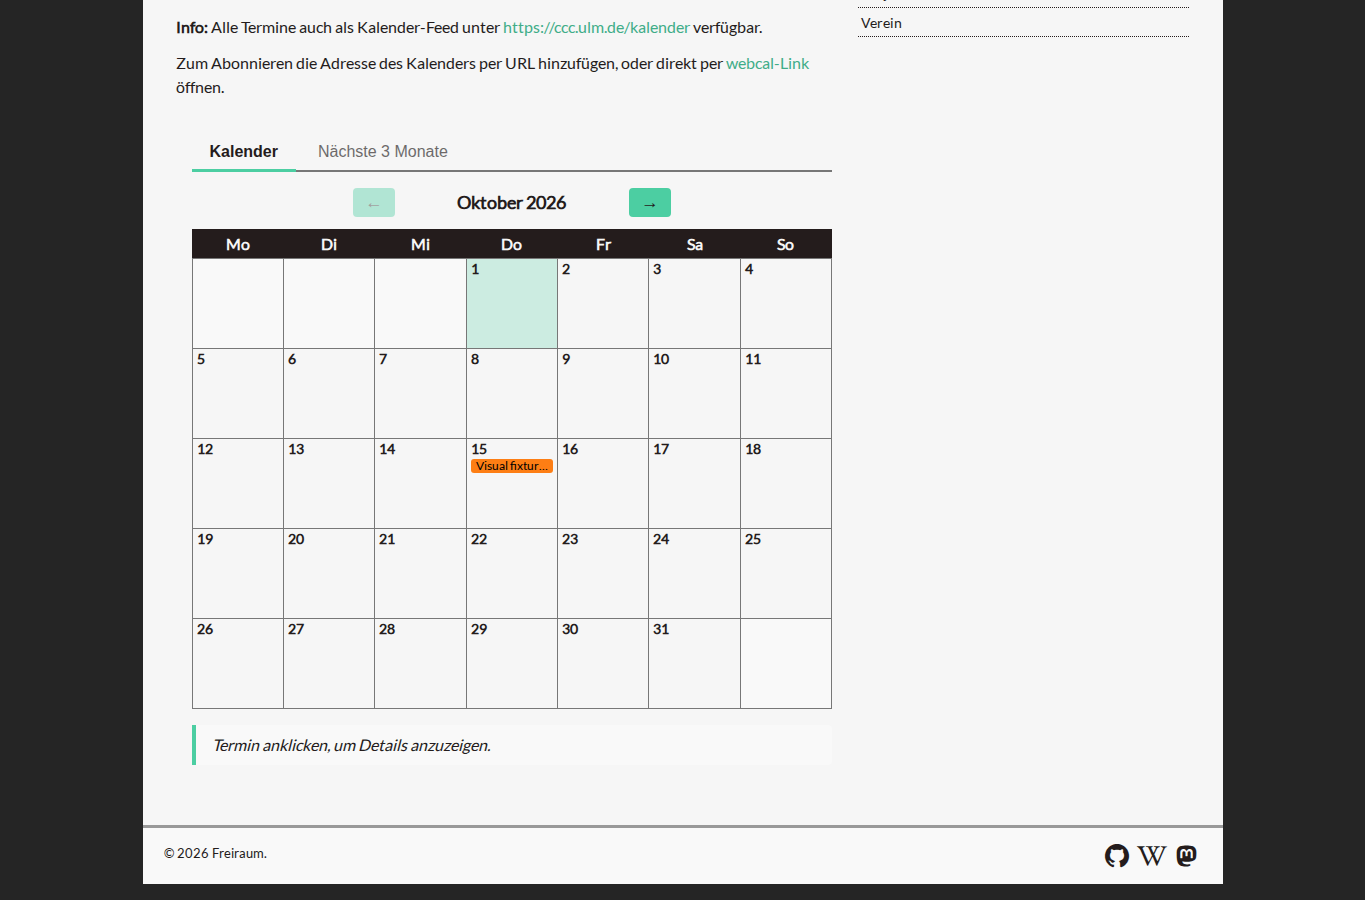 Info: Alle Termine auch als Kalender-Feed unter https://ccc.ulm.de/kalender verfügbar.
Zum Abonnieren die Adresse des Kalenders per URL hinzufügen, oder direkt per webcal-Link
öffnen.
Verein
Kalender Nächste 3 Monate
← Oktober 2026 →
Mo Di Mi Do Fr Sa So
1 2 3 4
5 6 7 8 9 10 11
12 13 14 15 16 17 18
Visual fixtur...
19 20 21 22 23 24 25
26 27 28 29 30 31
Termin anklicken, um Details anzuzeigen.
© 2026 Freiraum.
W